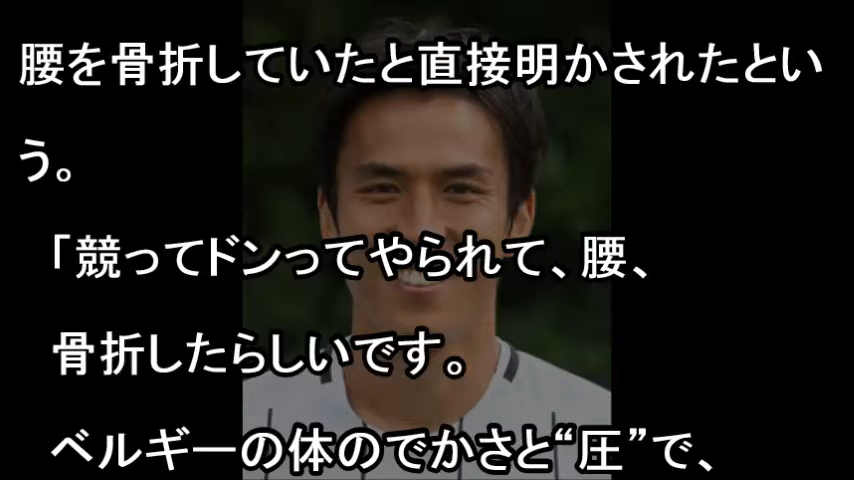 腰を骨折していたと直接明かされたとい
う。
「競ってドンってやられて、腰、
骨折したらしいです。
ベルギーの体のでかさと“圧”で、